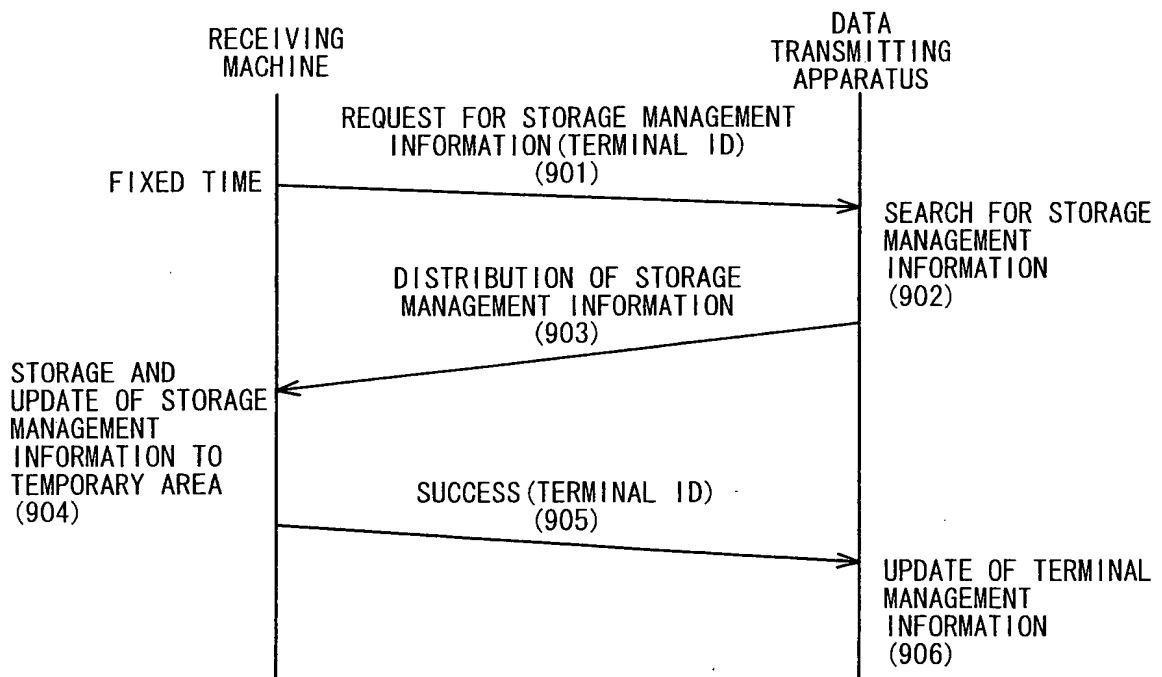 RECEIVING
MACHINE
DATA
TRANSMITTING
APPARATUS
REQUEST FOR STORAGE MANAGEMENT
INFORMATION(TERMINAL ID)
(901)
FIXED TIME
SEARCH FOR STORAGE
MANAGEMENT
INFORMATION
(902)
DISTRIBUTION OF STORAGE
MANAGEMENT INFORMATION
(903)
STORAGE AND
UPDATE OF STORAGE
MANAGEMENT
INFORMATION TO
TEMPORARY AREA
(904)
SUCCESS(TERMINAL ID)
(905)
UPDATE OF TERMINAL
MANAGEMENT
INFORMATION
(906)